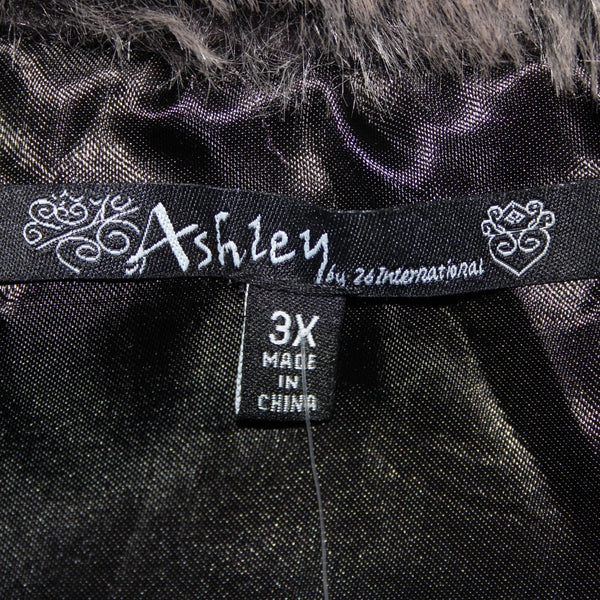 Ashley by 26 International
3X
MADE
IN
CHINA